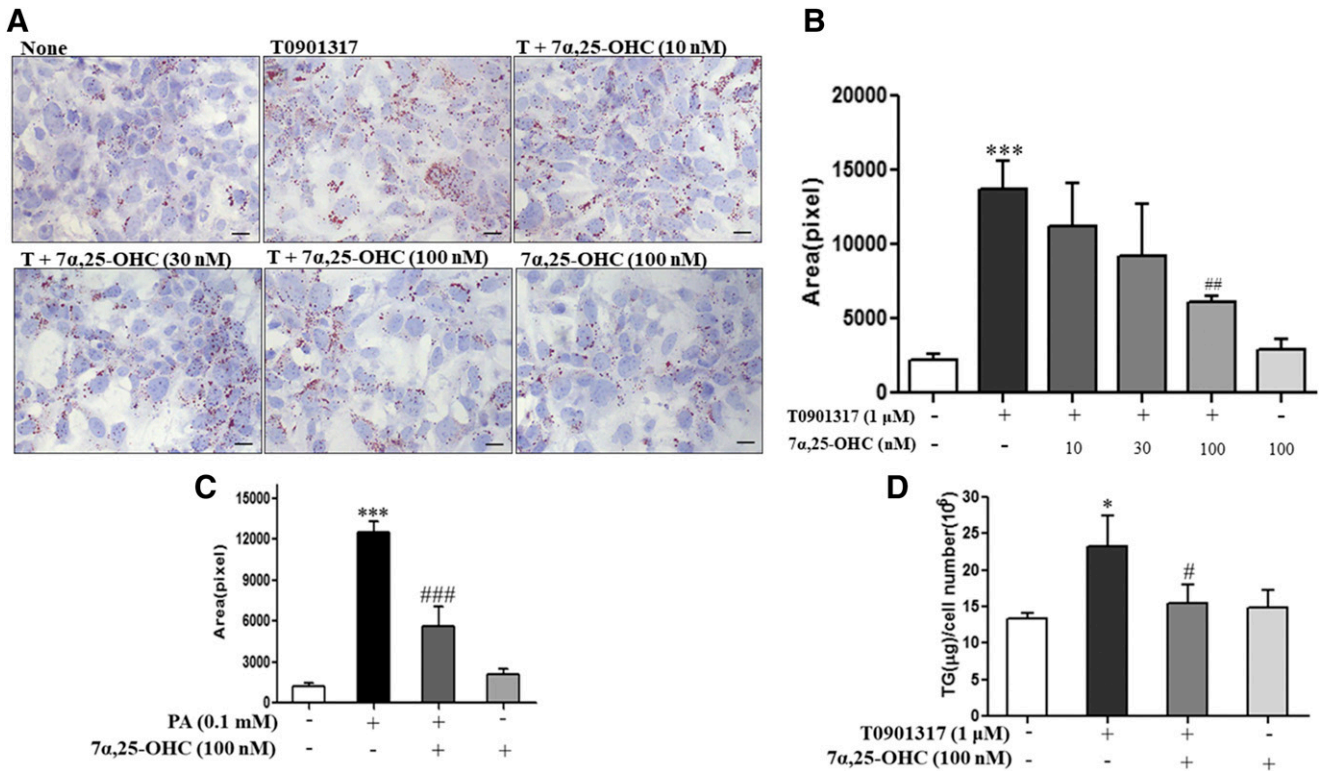 A
None
T0901317
T + 7α,25-OHC (10 nM)
T + 7α,25-OHC (30 nM)
T + 7α,25-OHC (100 nM)
7α,25-OHC (100 nM)
B
Area(pixel)
20000
15000
10000
5000
0
***
##
T0901317 (1 μM) - + + + + -
7α,25-OHC (nM) - - 10 30 100 100
C
Area(pixel)
15000
12000
9000
6000
3000
0
***
###
PA (0.1 mM) - + + -
7α,25-OHC (100 nM) - - + +
D
TG(μg)/cell number(10⁶)
30
25
20
15
10
5
0
*
#
T0901317 (1 μM) - + + -
7α,25-OHC (100 nM) - - + +